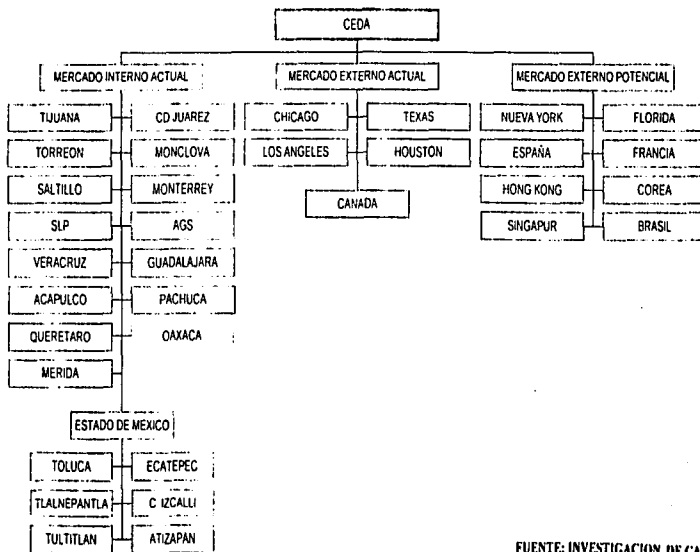 CEDA
MERCADO INTERNO ACTUAL
MERCADO EXTERNO ACTUAL
MERCADO EXTERNO POTENCIAL
TIJUANA
CD JUAREZ
CHICAGO
TEXAS
NUEVA YORK
FLORIDA
TORREON
MONCLOVA
LOS ANGELES
HOUSTON
ESPAÑA
FRANCIA
SALTILLO
MONTERREY
CANADA
HONG KONG
COREA
SLP
AGS
SINGAPUR
BRASIL
VERACRUZ
GUADALAJARA
ACAPULCO
PACHUCA
QUERETARO
OAXACA
MERIDA
ESTADO DE MEXICO
TOLUCA
ECATEPEC
TLALNEPANTLA
C IZCALLI
TULTITLAN
ATIZAPAN
FUENTE: INVESTIGACION DE